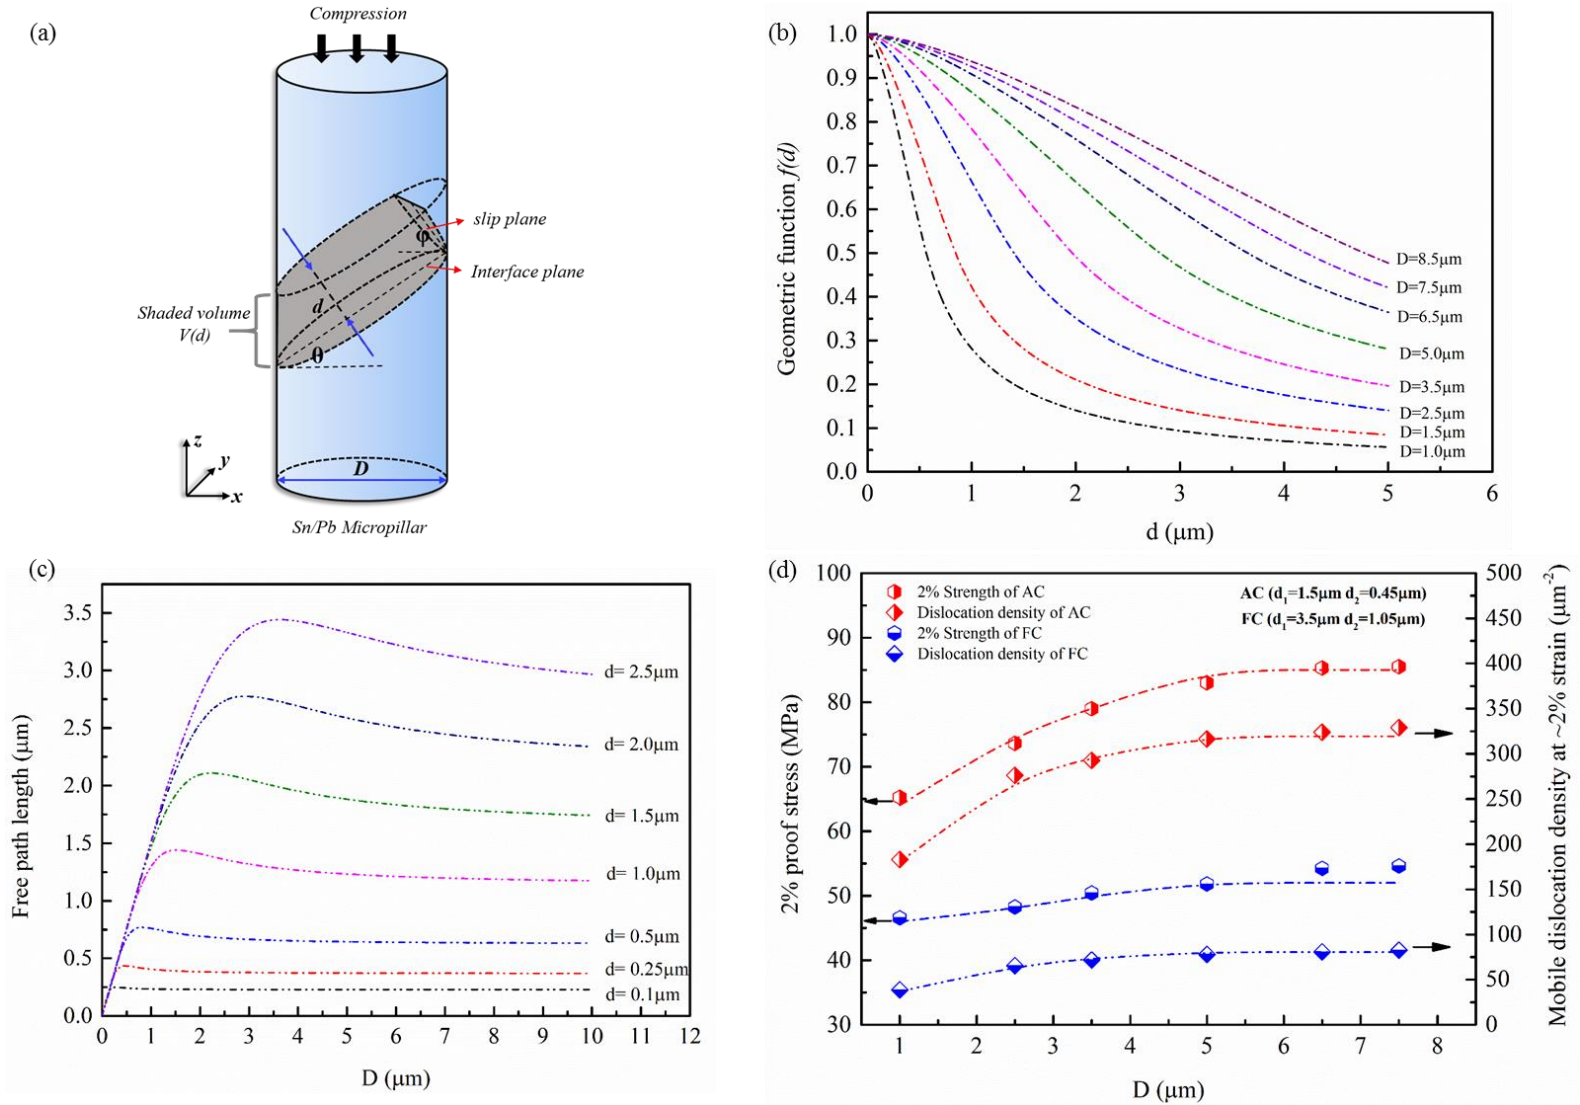 (a)
Compression
slip plane
φ
Interface plane
Shaded volume
V(d)
d
θ
z
y
x
D
Sn/Pb Micropillar
(b)
Geometric function f(d)
1.0
0.9
0.8
0.7
0.6
0.5
0.4
0.3
0.2
0.1
0.0
D=8.5μm
D=7.5μm
D=6.5μm
D=5.0μm
D=3.5μm
D=2.5μm
D=1.5μm
D=1.0μm
0 1 2 3 4 5 6
d (μm)
(c)
Free path length (μm)
3.5
3.0
2.5
2.0
1.5
1.0
0.5
0.0
d= 2.5μm
d= 2.0μm
d= 1.5μm
d= 1.0μm
d= 0.5μm
d= 0.25μm
d= 0.1μm
0 1 2 3 4 5 6 7 8 9 10 11 12
D (μm)
(d)
2% proof stress (MPa)
100
90
80
70
60
50
40
30
2% Strength of AC
Dislocation density of AC
2% Strength of FC
Dislocation density of FC
AC (d₁=1.5μm d₂=0.45μm)
FC (d₁=3.5μm d₂=1.05μm)
500
450
400
350
300
250
200
150
100
50
0
Mobile dislocation density at ~2% strain (μm⁻²)
1 2 3 4 5 6 7 8
D (μm)